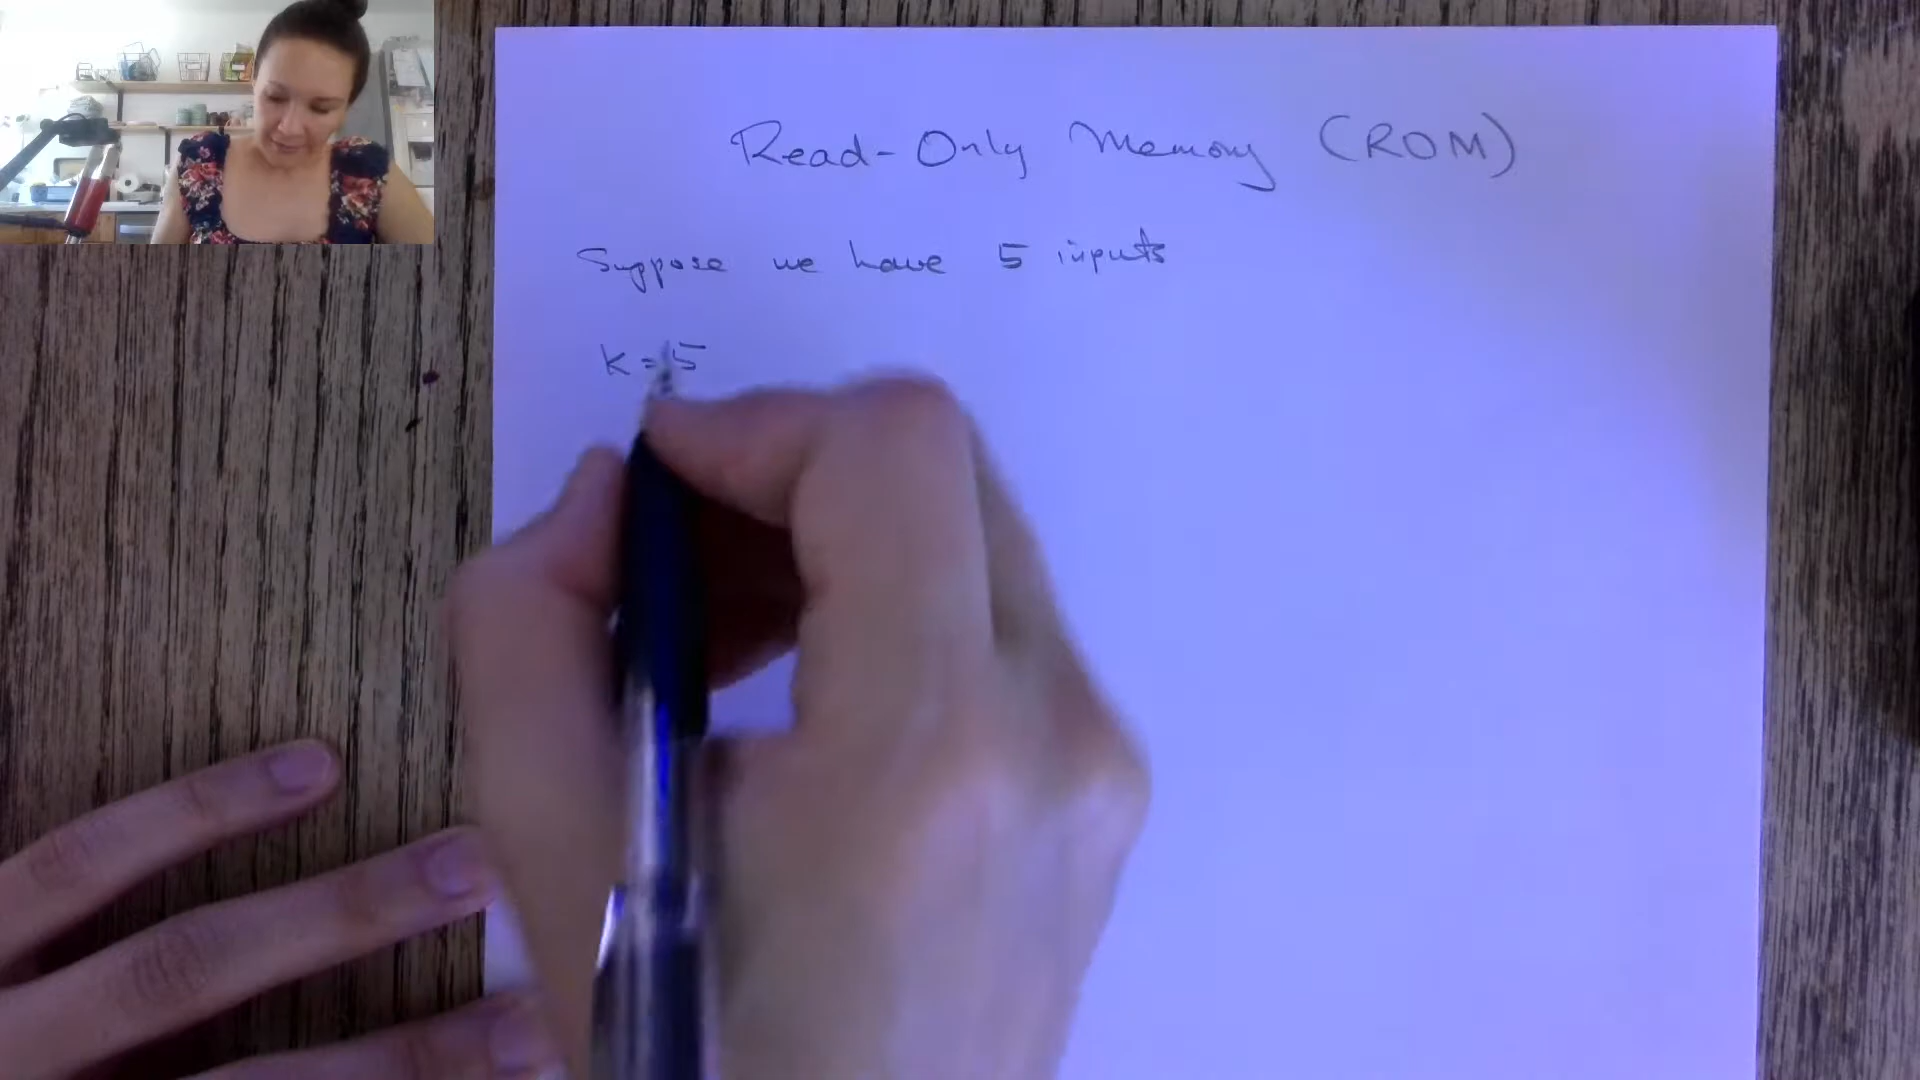 Read-Only Memory (ROM)
Suppose we have 5 inputs
K = 5